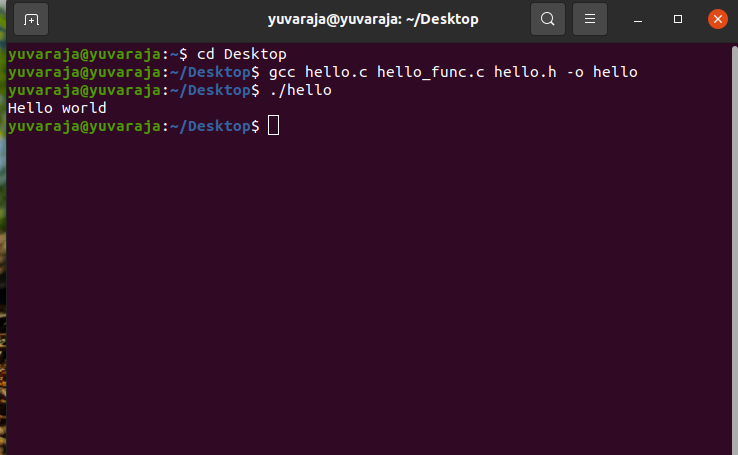 yuvaraja@yuvaraja: ~/Desktop
yuvaraja@yuvaraja:~$ cd Desktop
yuvaraja@yuvaraja:~/Desktop$ gcc hello.c hello_func.c hello.h -o hello
yuvaraja@yuvaraja:~/Desktop$ ./hello
Hello world
yuvaraja@yuvaraja:~/Desktop$